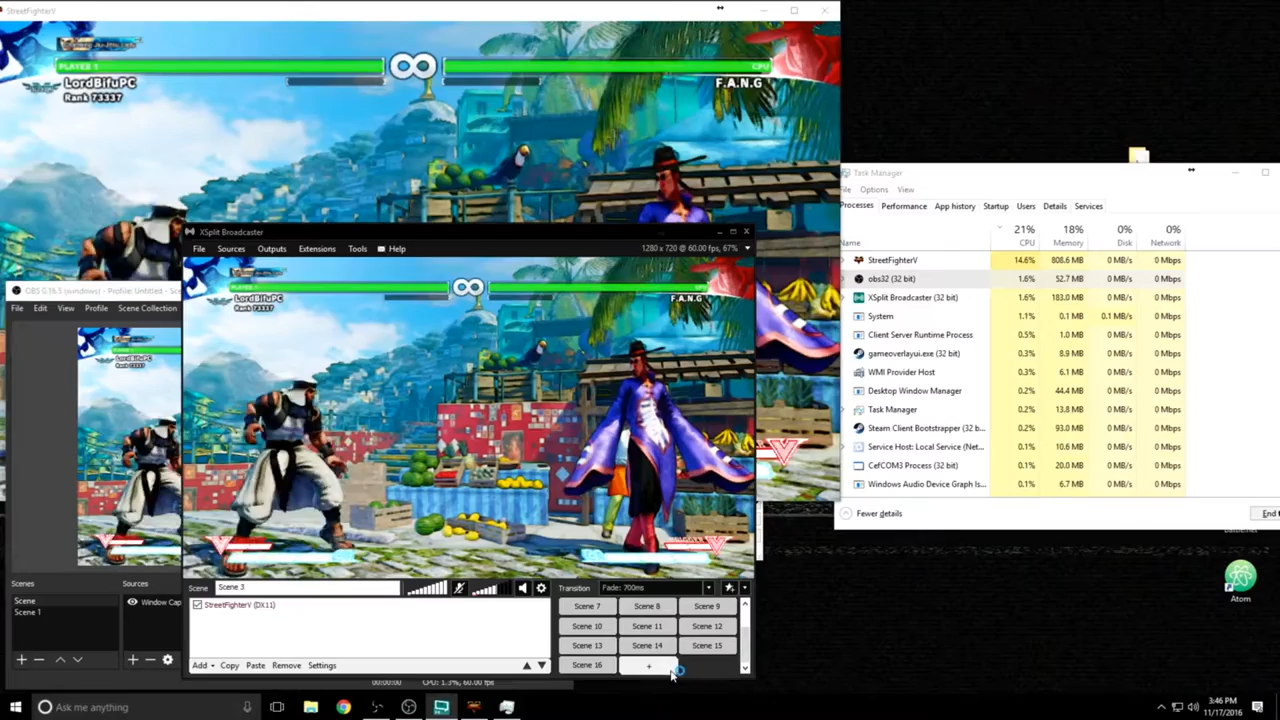 StreetFighterV
PLAYER 1
CPU
LordBifuPC
Rank 73337
F.A.N.G
Task Manager
File Options View
Processes Performance App history Startup Users Details Services
21% 18% 0% 0%
Name CPU Memory Disk Network
StreetFighterV 14.6% 808.6 MB 0 MB/s 0 Mbps
obs32 (32 bit) 1.6% 52.7 MB 0 MB/s 0 Mbps
XSplit Broadcaster (32 bit) 1.6% 183.0 MB 0 MB/s 0 Mbps
System 1.1% 0.1 MB 0.1 MB/s 0 Mbps
Client Server Runtime Process 0.5% 1.0 MB 0 MB/s 0 Mbps
gameoverlayui.exe (32 bit) 0.3% 8.9 MB 0 MB/s 0 Mbps
WMI Provider Host 0.3% 6.1 MB 0 MB/s 0 Mbps
Desktop Window Manager 0.2% 44.4 MB 0 MB/s 0 Mbps
Task Manager 0.2% 13.8 MB 0 MB/s 0 Mbps
Steam Client Bootstrapper (32 b... 0.2% 93.0 MB 0 MB/s 0 Mbps
Service Host: Local Service (Net... 0.1% 10.6 MB 0 MB/s 0 Mbps
CefCOM3 Process (32 bit) 0.1% 20.0 MB 0 MB/s 0 Mbps
Windows Audio Device Graph Is... 0.1% 6.7 MB 0 MB/s 0 Mbps
Fewer details
End
XSplit Broadcaster
File Sources Outputs Extensions Tools Help
1280 x 720 @ 60.00 fps, 67%
LordBifuPC
F.A.N.G
Scene Scene 3
Transition Fade: 700ms
StreetFighterV (DX11)
Scene 7 Scene 8 Scene 9
Scene 10 Scene 11 Scene 12
Scene 13 Scene 14 Scene 15
Scene 16 +
Add Copy Paste Remove Settings
OBS 0.16.5 (windows) - Profile: Untitled - Sce
File Edit View Profile Scene Collection
LordBifuPC
Scenes
Sources
Scene
Scene 1
Window Cap
00:00:00 CPU: 1.3%, 60.00 fps
Atom
Ask me anything
3:46 PM
11/17/2016